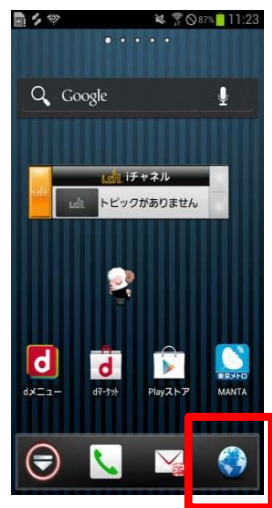 87% 11:23
Google
iチャネル
トピックがありません
d
d
東京メトロ
dメニュー
dマーケット
Playストア
MANTA